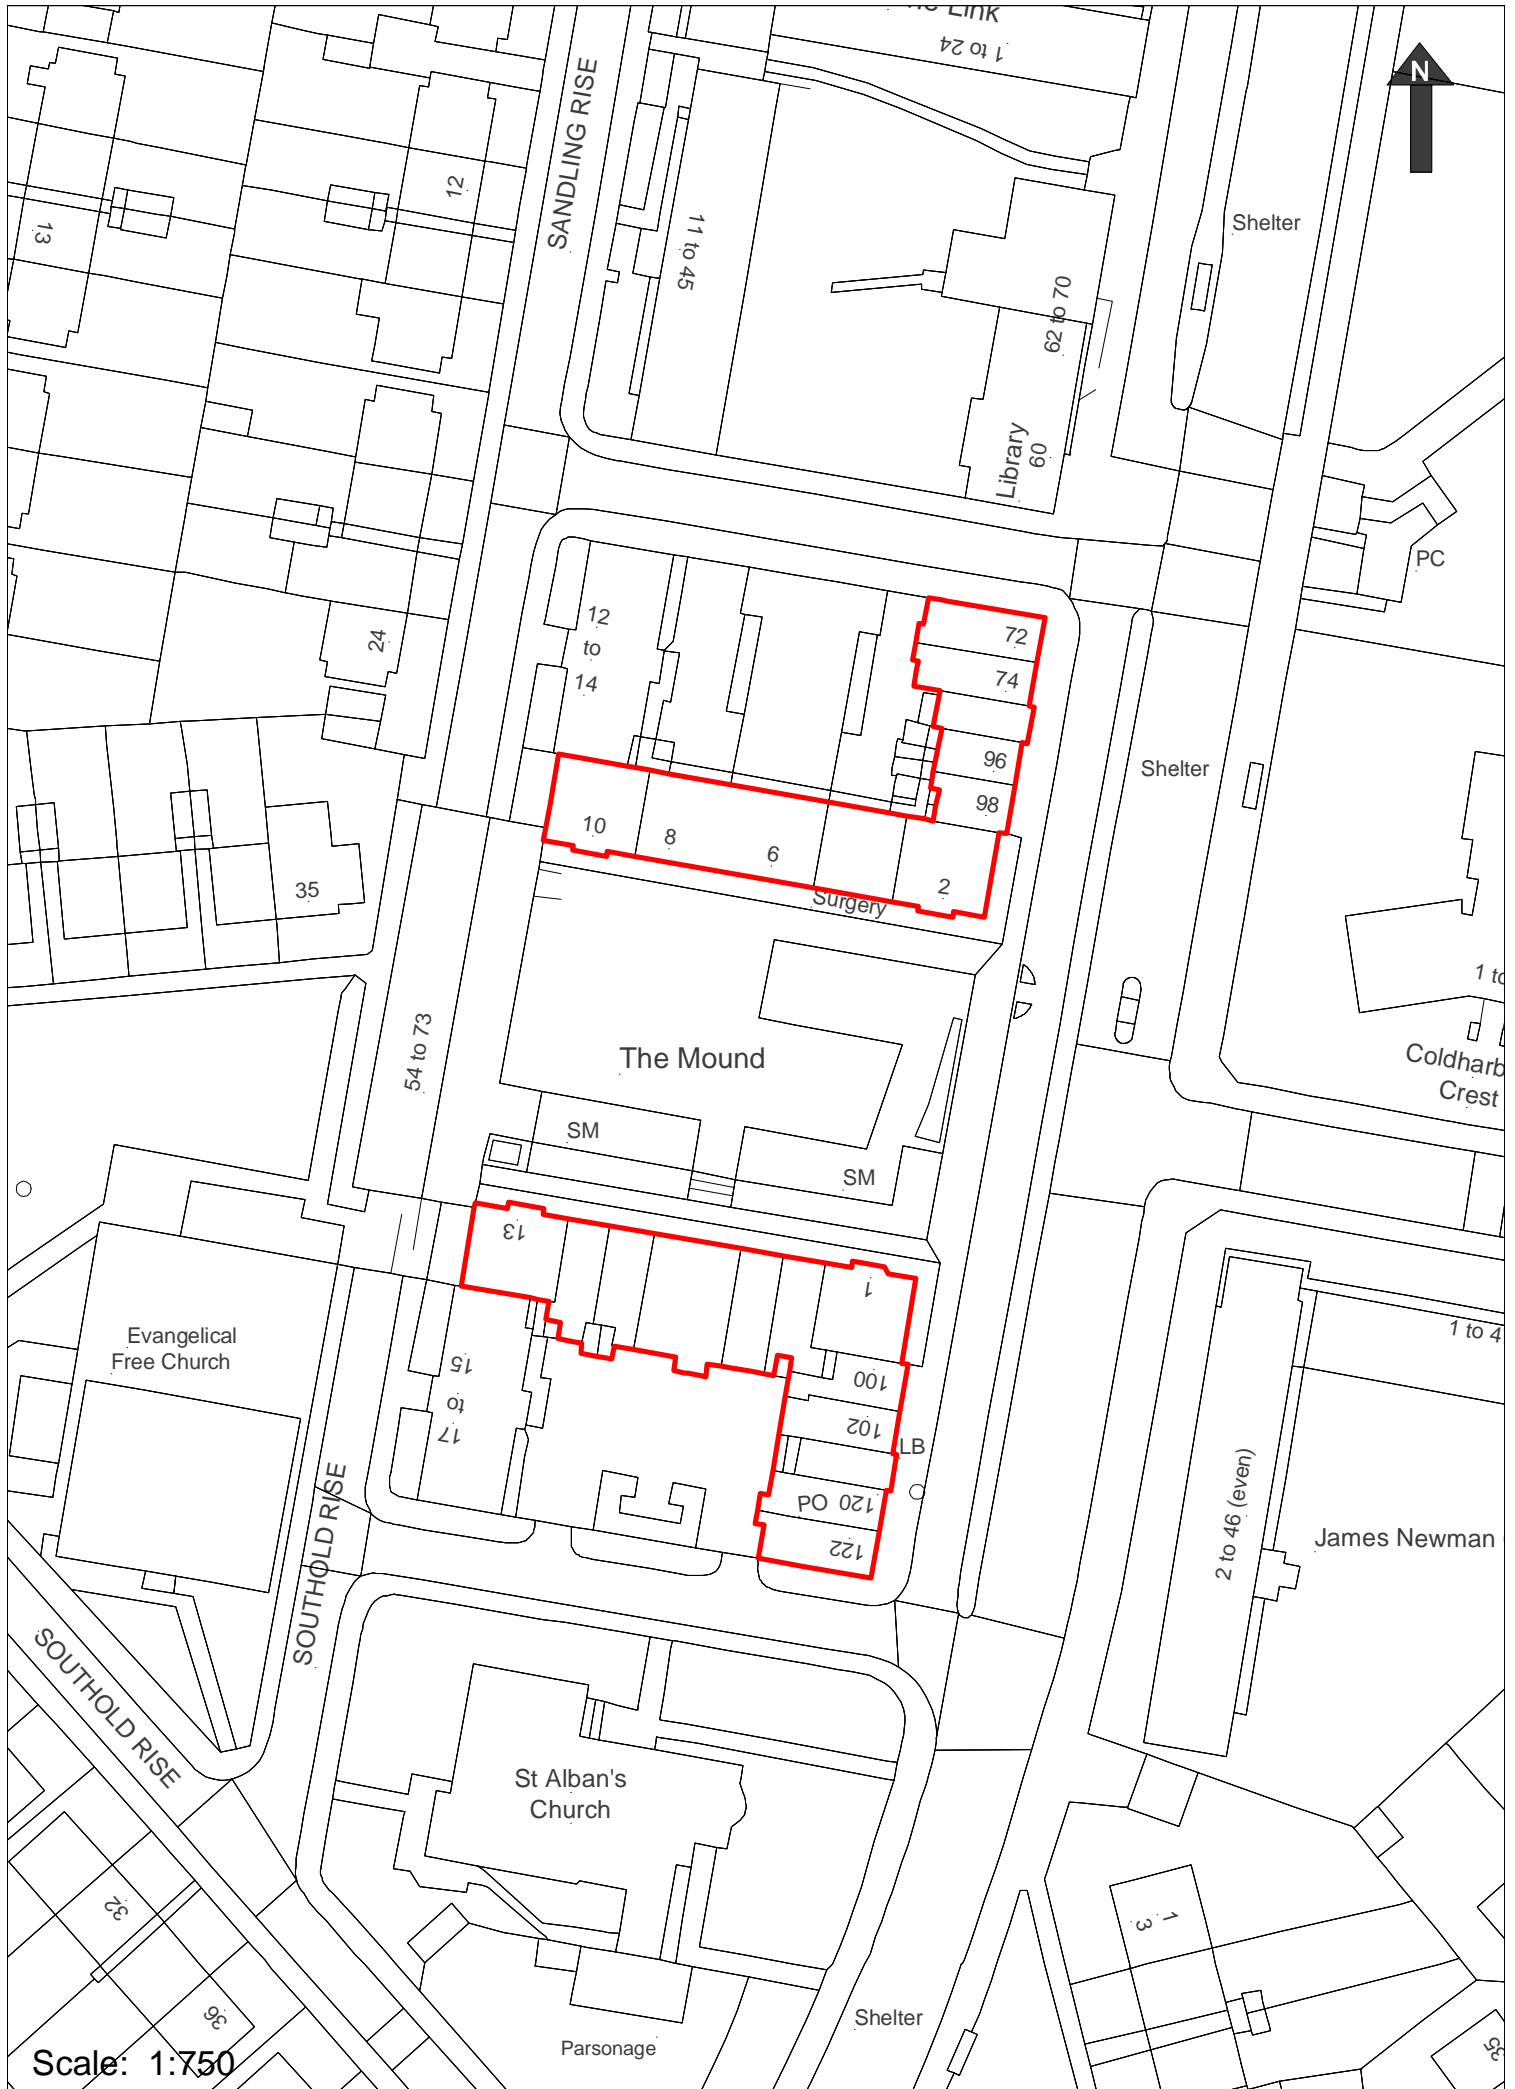 Link
1 to 24
N
SANDLING RISE
12
13
11 to 45
Shelter
62 to 70
Library
60
PC
12
to
14
24
72
74
96
98
Shelter
10
8
6
2
Surgery
35
54 to 73
The Mound
SM
SM
Coldharb
Crest
13
1
Evangelical
Free Church
15
to
17
100
102
LB
PO 120
122
1 to 4
2 to 46 (even)
James Newman
SOUTHOLD RISE
SOUTHOLD RISE
St Alban's
Church
32
36
1
3
Shelter
Parsonage
35
Scale: 1:750